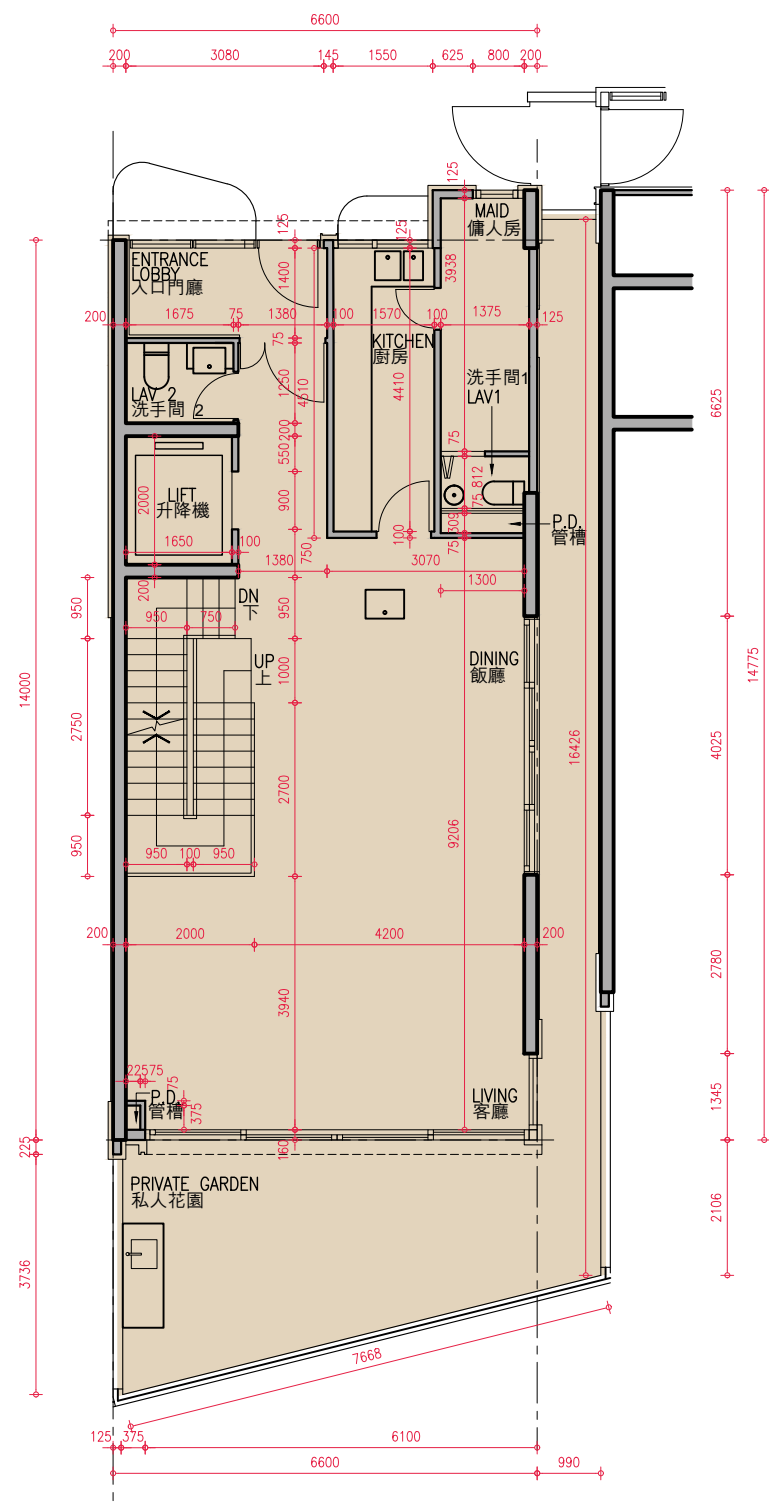 6600
200 3080 145 1550 625 800 200
125
MAID
傭人房
125
125
ENTRANCE
LOBBY
入口門廳
1400
3938
200 1675 75 1380 100 1570 100 1375 125
KITCHEN
廚房
75
1250
4510
4410
洗手間1
LAV1
LAV 2
洗手間 2
6625
14775
200
550
75
812
75
LIFT
升降機
2000
900
309
P.D.
管槽
1650 100
100
75
750
1380 3070
1300
200
950
DN
下
950
950 750
UP
上
1000
DINING
飯廳
14000
2750
16426
4025
2700
9206
950
950 100 950
200 2000 4200 200
2780
3940
22575
75
P.D.
管槽
375
LIVING
客廳
1345
225
160
PRIVATE GARDEN
私人花園
2106
3736
7668
125 375 6100
6600 990